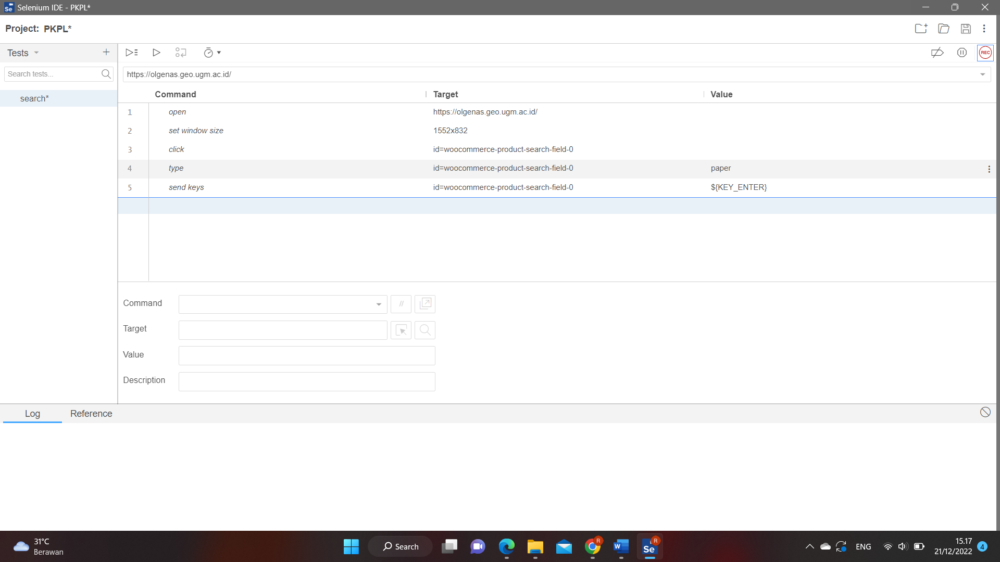 Se Selenium IDE - PKPL*
Project: PKPL*
Tests
REC
Search tests...
https://olgenas.geo.ugm.ac.id/
search*
Command Target Value
1 open https://olgenas.geo.ugm.ac.id/
2 set window size 1552x832
3 click id=woocommerce-product-search-field-0
4 type id=woocommerce-product-search-field-0 paper
5 send keys id=woocommerce-product-search-field-0 ${KEY_ENTER}
Command //
Target
Value
Description
Log Reference
31°C
Berawan
Search
R
W
Se R
ENG
15.17
21/12/2022
4